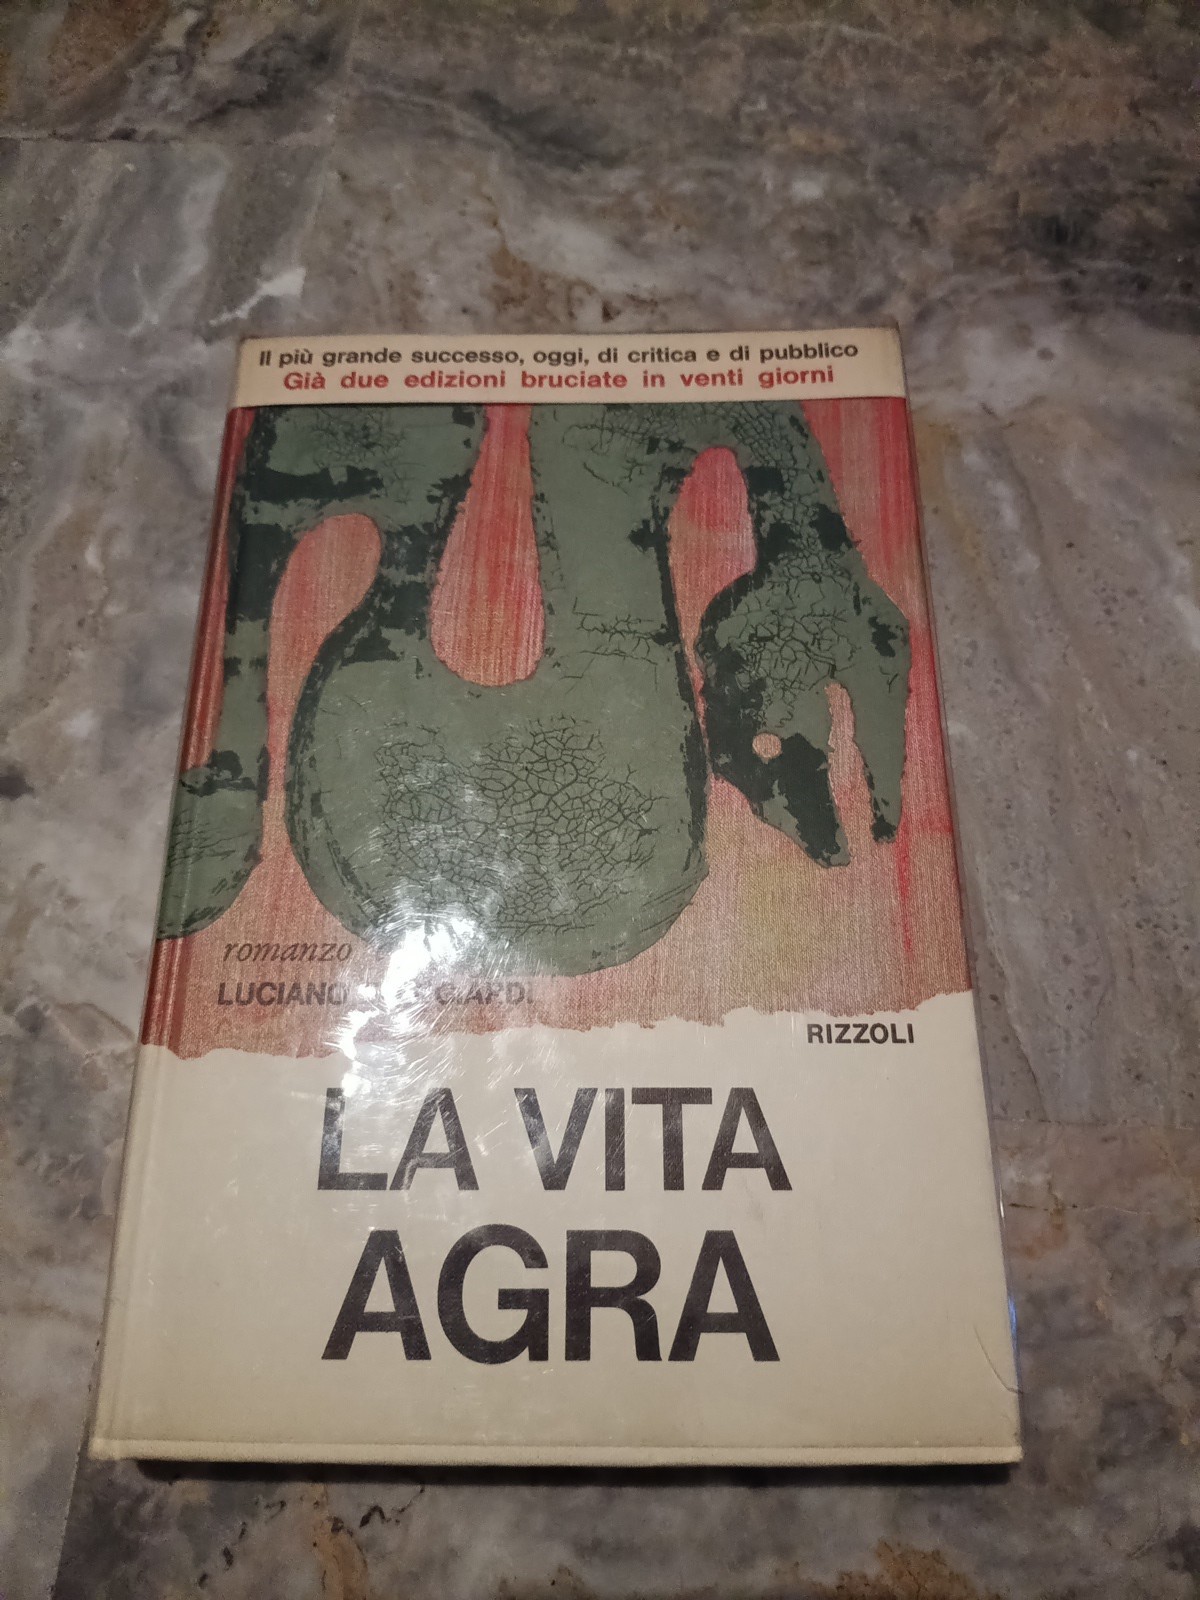 Il più grande successo, oggi, di critica e di pubblico
Già due edizioni bruciate in venti giorni
romanzo
LUCIANO
RIZZOLI
LA VITA
AGRA